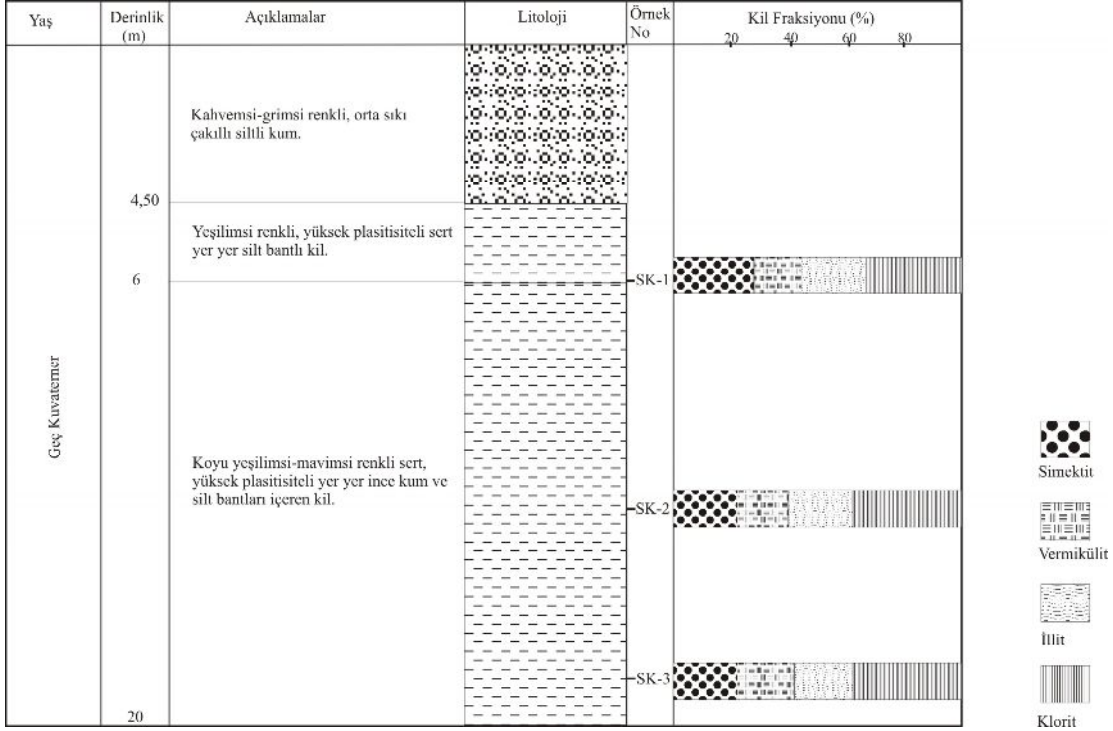 Yaş
Derinlik
(m)
Açıklamalar
Litoloji
Örnek
No
Kil Fraksiyonu (%)
20 40 60 80
Kahvemsi-grimsi renkli, orta sıkı
çakıllı siltli kum.
4,50
Yeşilimsi renkli, yüksek plasitisiteli sert
yer yer silt bantlı kil.
6
SK-1
Geç Kuvaterner
Koyu yeşilimsi-mavimsi renkli sert,
yüksek plasitisiteli yer yer ince kum ve
silt bantları içeren kil.
SK-2
SK-3
20
Simektit
Vermikülit
İllit
Klorit